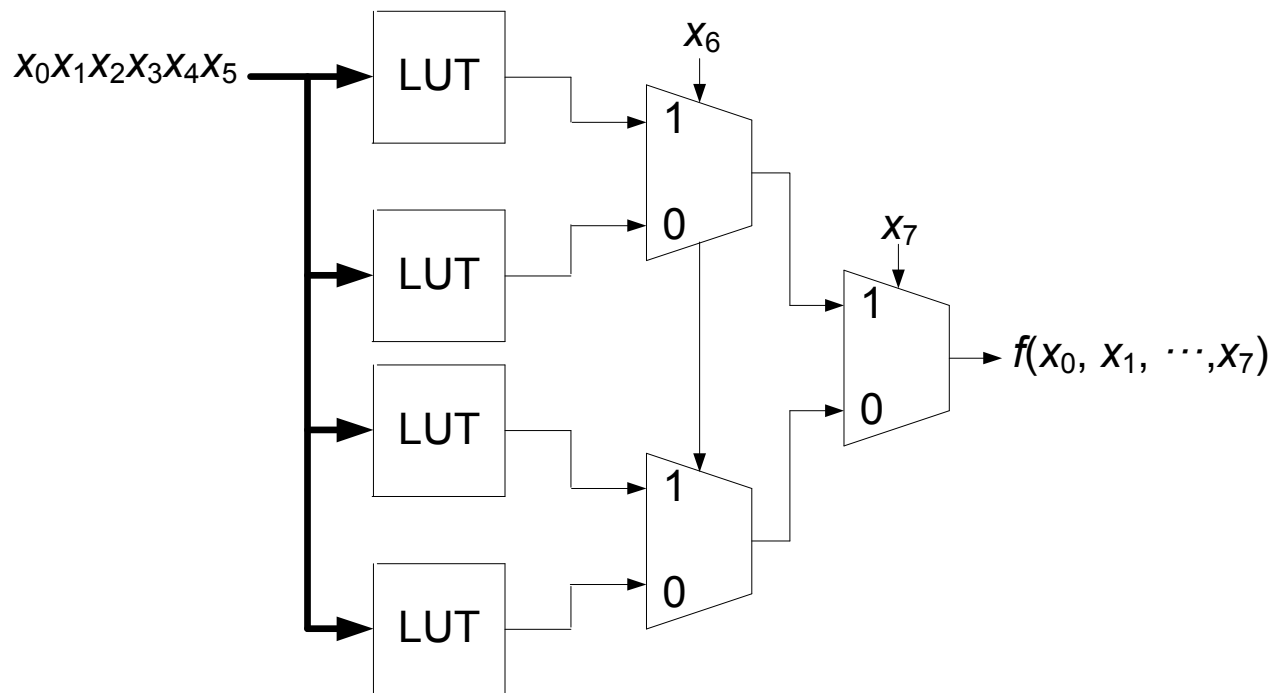 x₀x₁x₂x₃x₄x₅
LUT
x₆
1
0
LUT
x₇
1
0
f(x₀, x₁, ⋯,x₇)
LUT
1
0
LUT